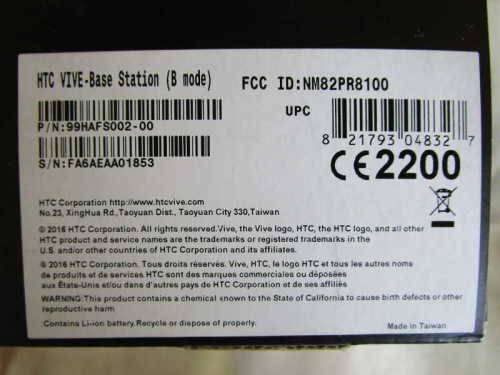 HTC VIVE-Base Station (B mode)
FCC ID:NM82PR8100
P/N:99HAFS002-00
UPC
8 21793 04832 7
S/N:FA6AEAA01853
CE2200
HTC Corporation http://www.htcvive.com
No.23, XingHua Rd.,Taoyuan Dist., Taoyuan City 330,Taiwan
© 2016 HTC Corporation. All rights reserved.Vive, the Vive logo, HTC, the HTC logo, and all other
HTC product and service names are the trademarks or registered trademarks in the
U.S. and/or other countries of HTC Corporation and its affiliates.
© 2016 HTC Corporation. Tous droits réservés. Vive, HTC, le logo HTC et tous les autres noms
de produits et de services HTC sont des marques commerciales ou déposées
aux États-Unis et/ou dans d'autres pays de HTC Corporation et de ses affiliés
WARNING:This product contains a chemical known to the State of California to cause birth defects or other
reproductive harm
Contains Li-ion battery.Recycle or dispose of properly.
Made in Taiwan